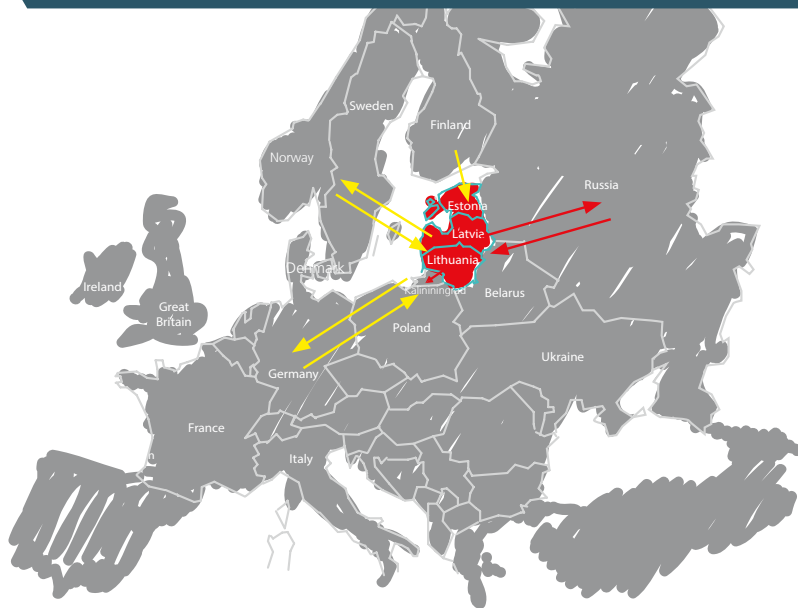 Sweden
Finland
Norway
Russia
Estonia
Latvia
Lithuania
Denmark
Ireland
Kaliningrad
Belarus
Great
Britain
Poland
Ukraine
Germany
France
Italy